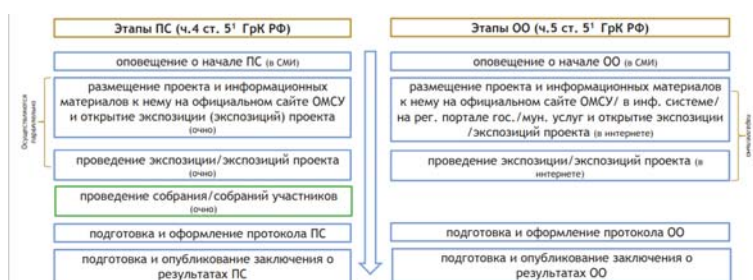 Этапы ПС (ч.4 ст. 5¹ ГрК РФ)
оповещение о начале ПС (в СМИ)
размещение проекта и информационных
материалов к нему на официальном сайте ОМСУ
и открытие экспозиции (экспозиций) проекта
(очно)
Осуществляется
параллельно
проведение экспозиции/экспозиций проекта
(очно)
проведение собрания/собраний участников
(очно)
подготовка и оформление протокола ПС
подготовка и опубликование заключения о
результатах ПС
Этапы ОО (ч.5 ст. 5¹ ГрК РФ)
оповещение о начале ОО (в СМИ)
размещение проекта и информационных материалов
к нему на официальном сайте ОМСУ/ в инф. системе/
на рег. портале гос./мун. услуг и открытие экспозиции
/экспозиций проекта (в интернете)
параллельно
проведение экспозиции/экспозиций проекта (в
интернете)
подготовка и оформление протокола ОО
подготовка и опубликование заключения о
результатах ОО